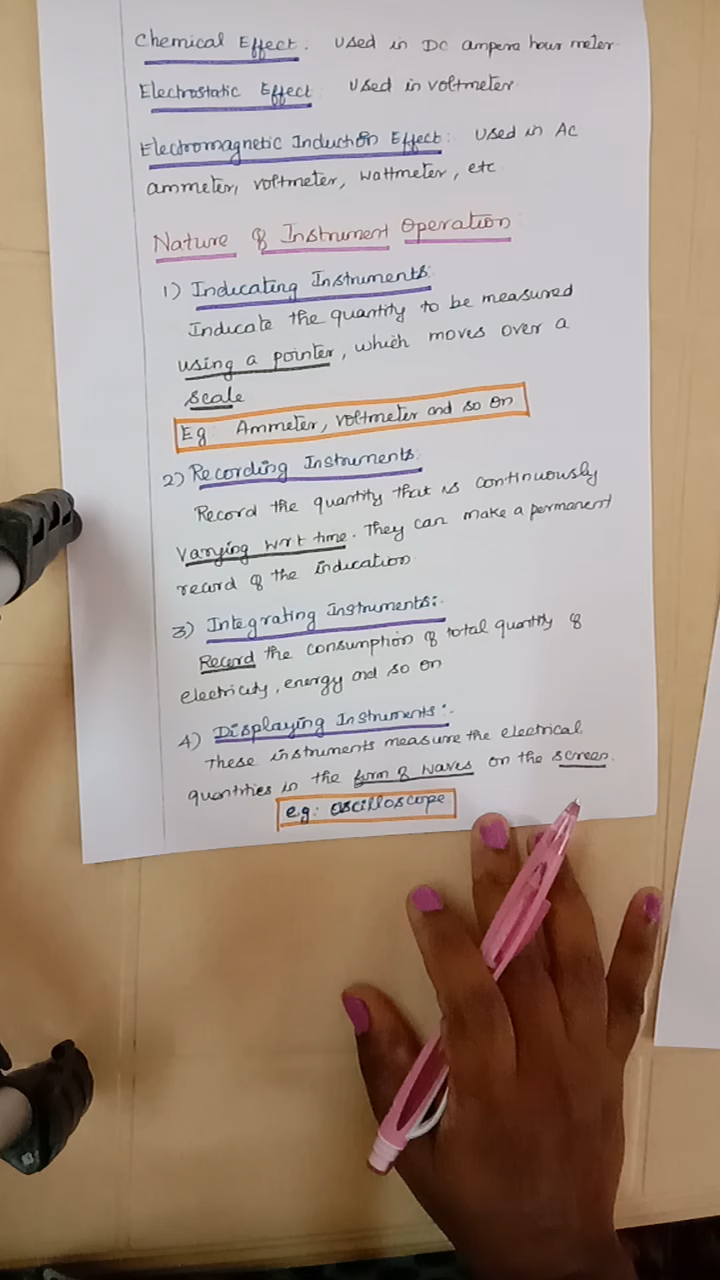 Chemical Effect: Used in DC ampere hour meter
Electrostatic Effect: Used in voltmeter
Electromagnetic Induction Effect: Used in AC
ammeter, voltmeter, wattmeter, etc
Nature of Instrument Operation
1) Indicating Instruments:
Indicate the quantity to be measured
using a pointer, which moves over a
scale
Eg: Ammeter, voltmeter and so on
2) Recording Instruments:
Record the quantity that is continuously
varying wrt time. They can make a permanent
record of the indication
3) Integrating Instruments:-
Record the consumption of total quantity of
electricity, energy and so on
4) Displaying Instruments:-
These instruments measure the electrical
quantities in the form of waves on the screen.
e.g: oscilloscope